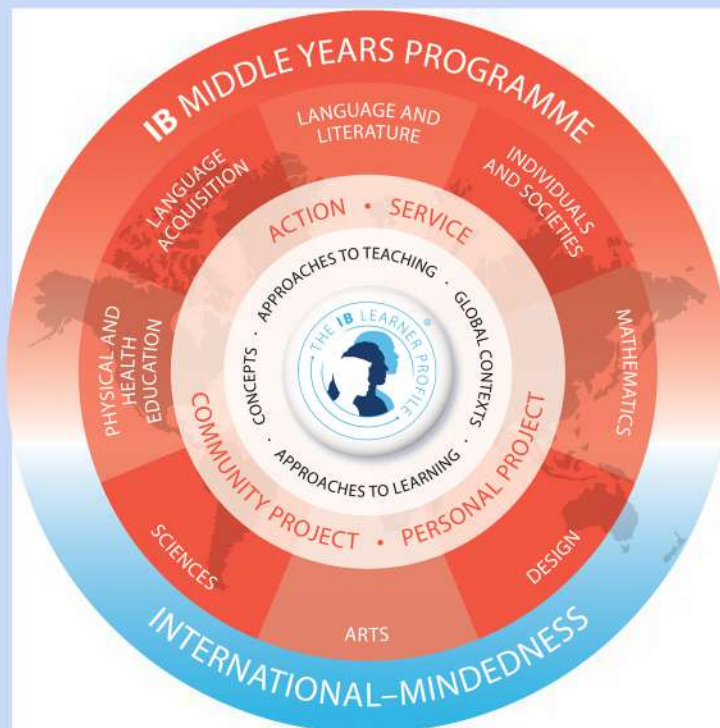 IB MIDDLE YEARS PROGRAMME
LANGUAGE AND
LITERATURE
INDIVIDUALS
AND SOCIETIES
MATHEMATICS
DESIGN
ARTS
SCIENCES
PHYSICAL AND
HEALTH
EDUCATION
LANGUAGE
ACQUISITION
ACTION • SERVICE
PERSONAL PROJECT
COMMUNITY PROJECT
APPROACHES TO TEACHING
GLOBAL CONTEXTS
APPROACHES TO LEARNING
CONCEPTS
THE IB LEARNER PROFILE
®
INTERNATIONAL–MINDEDNESS